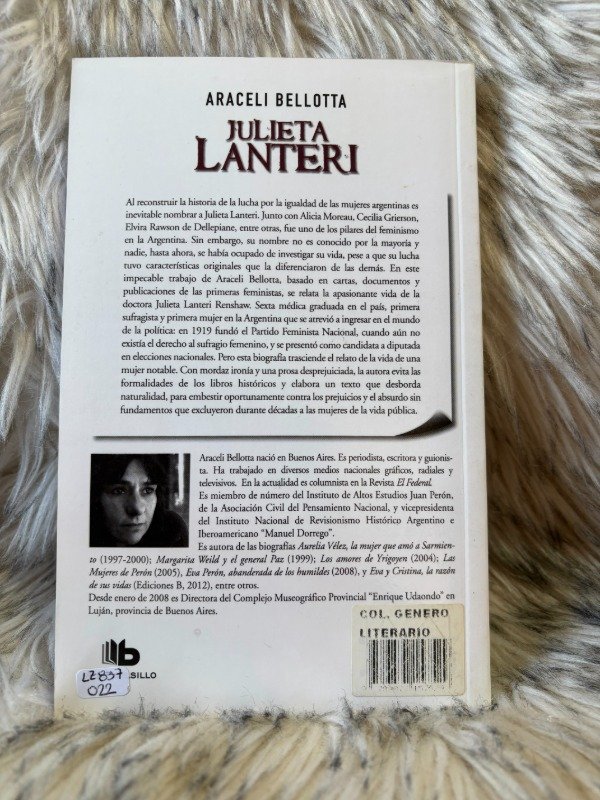 ARACELI BELLOTTA
JULIETA
LANTERI
Al reconstruir la historia de la lucha por la igualdad de las mujeres argentinas es
inevitable nombrar a Julieta Lanteri. Junto con Alicia Moreau, Cecilia Grierson,
Elvira Rawson de Dellepiane, entre otras, fue uno de los pilares del feminismo
en la Argentina. Sin embargo, su nombre no es conocido por la mayoría y
nadie, hasta ahora, se había ocupado de investigar su vida, pese a que su lucha
tuvo características originales que la diferenciaron de las demás. En este
impecable trabajo de Araceli Bellotta, basado en cartas, documentos y
publicaciones de las primeras feministas, se relata la apasionante vida de la
doctora Julieta Lanteri Renshaw. Sexta médica graduada en el país, primera
sufragista y primera mujer en la Argentina que se atrevió a ingresar en el mundo
de la política: en 1919 fundó el Partido Feminista Nacional, cuando aún no
existía el derecho al sufragio femenino, y se presentó como candidata a diputada
en elecciones nacionales. Pero esta biografía trasciende el relato de la vida de una
mujer notable. Con mordaz ironía y una prosa desprejuiciada, la autora evita las
formalidades de los libros históricos y elabora un texto que desborda
naturalidad, para embestir oportunamente contra los prejuicios y el absurdo sin
fundamentos que excluyeron durante décadas a las mujeres de la vida pública.
Araceli Bellotta nació en Buenos Aires. Es periodista, escritora y guionis-
ta. Ha trabajado en diversos medios nacionales gráficos, radiales y
televisivos. En la actualidad es columnista en la Revista El Federal.
Es miembro de número del Instituto de Altos Estudios Juan Perón,
de la Asociación Civil del Pensamiento Nacional, y vicepresidenta
del Instituto Nacional de Revisionismo Histórico Argentino e
Iberoamericano “Manuel Dorrego”.
Es autora de las biografías Aurelia Vélez, la mujer que amó a Sarmien-
to (1997-2000); Margarita Weild y el general Paz (1999); Los amores de Yrigoyen (2004); Las
Mujeres de Perón (2005), Eva Perón, abanderada de los humildes (2008), y Eva y Cristina, la razón
de sus vidas (Ediciones B, 2012), entre otros.
Desde enero de 2008 es Directora del Complejo Museográfico Provincial “Enrique Udaondo” en
Luján, provincia de Buenos Aires.
COL. GENERO
LITERARIO
b
SILLO
LZ837
022